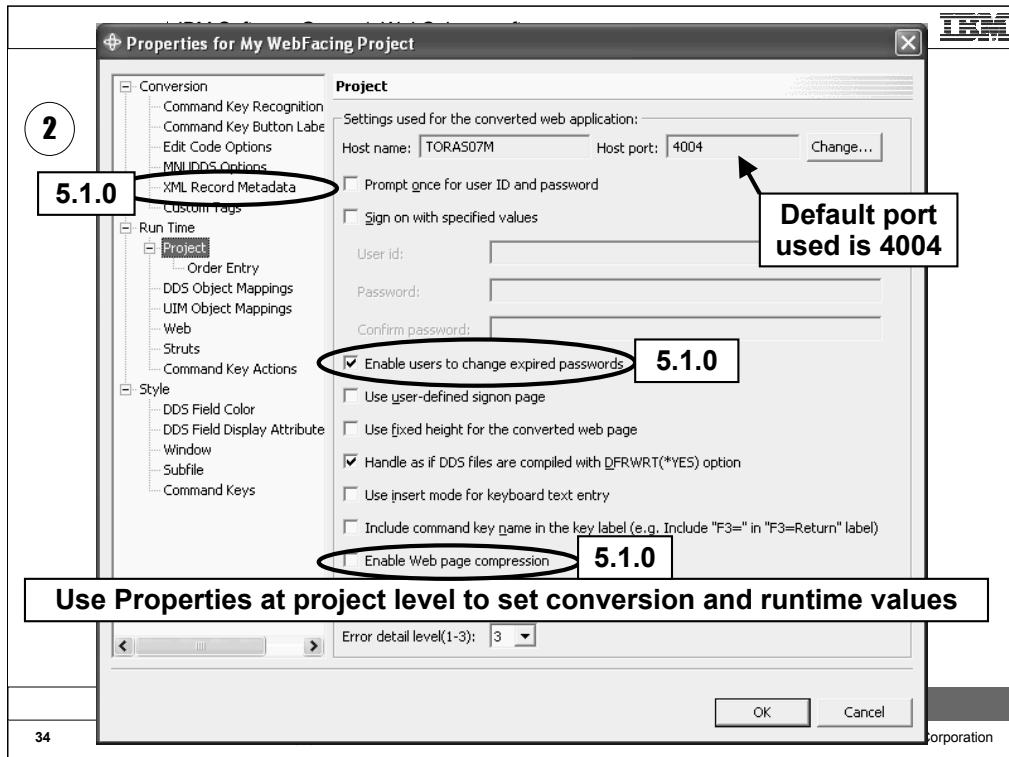 IBM
Properties for My WebFacing Project
2
Conversion
Command Key Recognition
Command Key Button Labe
Edit Code Options
MNUDDS Options
XML Record Metadata
Custom Tags
Run Time
Project
Order Entry
DDS Object Mappings
UIM Object Mappings
Web
Struts
Command Key Actions
Style
DDS Field Color
DDS Field Display Attribute
Window
Subfile
Command Keys
5.1.0
Project
Settings used for the converted web application:
Host name: TORAS07M Host port: 4004 Change...
Prompt once for user ID and password
Sign on with specified values
User id:
Password:
Confirm password:
Default port
used is 4004
Enable users to change expired passwords 5.1.0
Use user-defined signon page
Use fixed height for the converted web page
Handle as if DDS files are compiled with DFRWRT(*YES) option
Use insert mode for keyboard text entry
Include command key name in the key label (e.g. Include "F3=" in "F3=Return" label)
Enable Web page compression 5.1.0
Use Properties at project level to set conversion and runtime values
Error detail level(1-3): 3
OK Cancel
34
Corporation